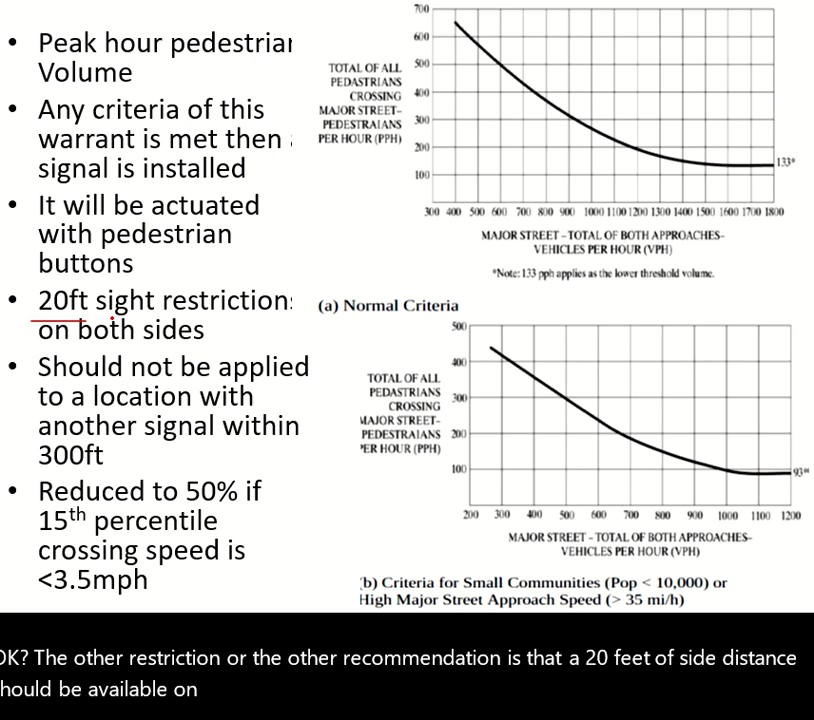 • Peak hour pedestrian
Volume
• Any criteria of this
warrant is met then
signal is installed
• It will be actuated
with pedestrian
buttons
• 20ft sight restrictions
on both sides
• Should not be applied
to a location with
another signal within
300ft
• Reduced to 50% if
15th percentile
crossing speed is
<3.5mph
TOTAL OF ALL
PEDASTRIANS
CROSSING
MAJOR STREET-
PEDESTRAIANS
PER HOUR (PPH)
700
600
500
400
300
200
100
133*
300 400 500 600 700 800 900 1000 1100 1200 1300 1400 1500 1600 1700 1800
MAJOR STREET – TOTAL OF BOTH APPROACHES-
VEHICLES PER HOUR (VPH)
*Note: 133 pph applies as the lower threshold volume.
(a) Normal Criteria
TOTAL OF ALL
PEDASTRIANS
CROSSING
MAJOR STREET-
PEDESTRAIANS
PER HOUR (PPH)
500
400
300
200
100
93**
200 300 400 500 600 700 800 900 1000 1100 1200
MAJOR STREET – TOTAL OF BOTH APPROACHES-
VEHICLES PER HOUR (VPH)
(b) Criteria for Small Communities (Pop < 10,000) or
High Major Street Approach Speed (> 35 mi/h)
OK? The other restriction or the other recommendation is that a 20 feet of side distance
should be available on